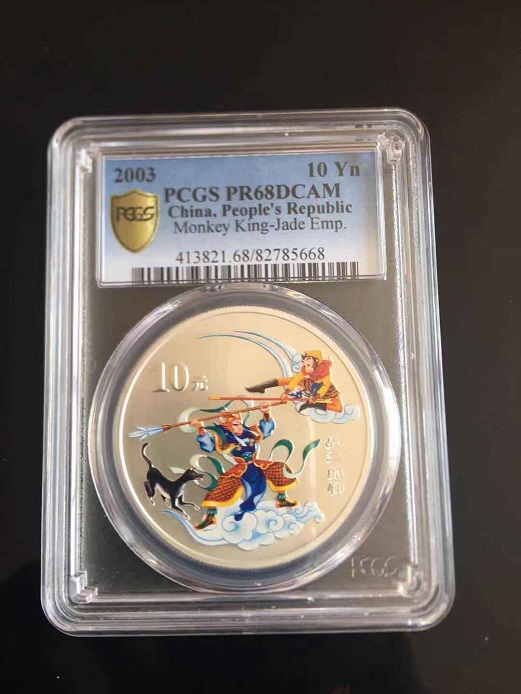 2003 10 Yn
PCGS PR68DCAM
PCGS
China, People's Republic
Monkey King-Jade Emp.
413821.68/82785668
10元
PCGS